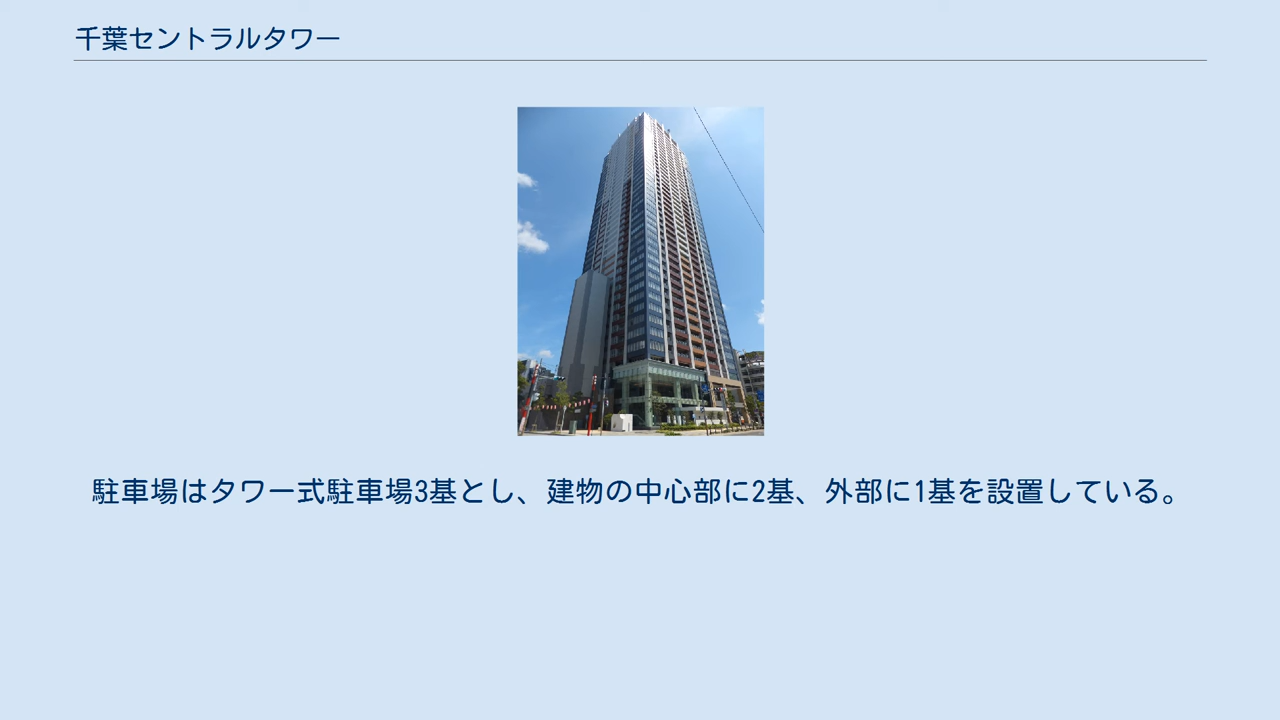 千葉セントラルタワー
駐車場はタワー式駐車場3基とし、建物の中心部に2基、外部に1基を設置している。